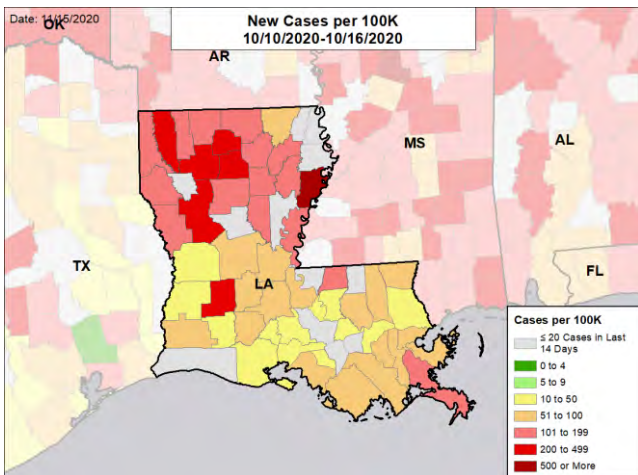 Date: 11/15/2020
New Cases per 100K
10/10/2020-10/16/2020
OK
AR
MS
AL
TX
LA
FL
Cases per 100K
≤ 20 Cases in Last
14 Days
0 to 4
5 to 9
10 to 50
51 to 100
101 to 199
200 to 499
500 or More